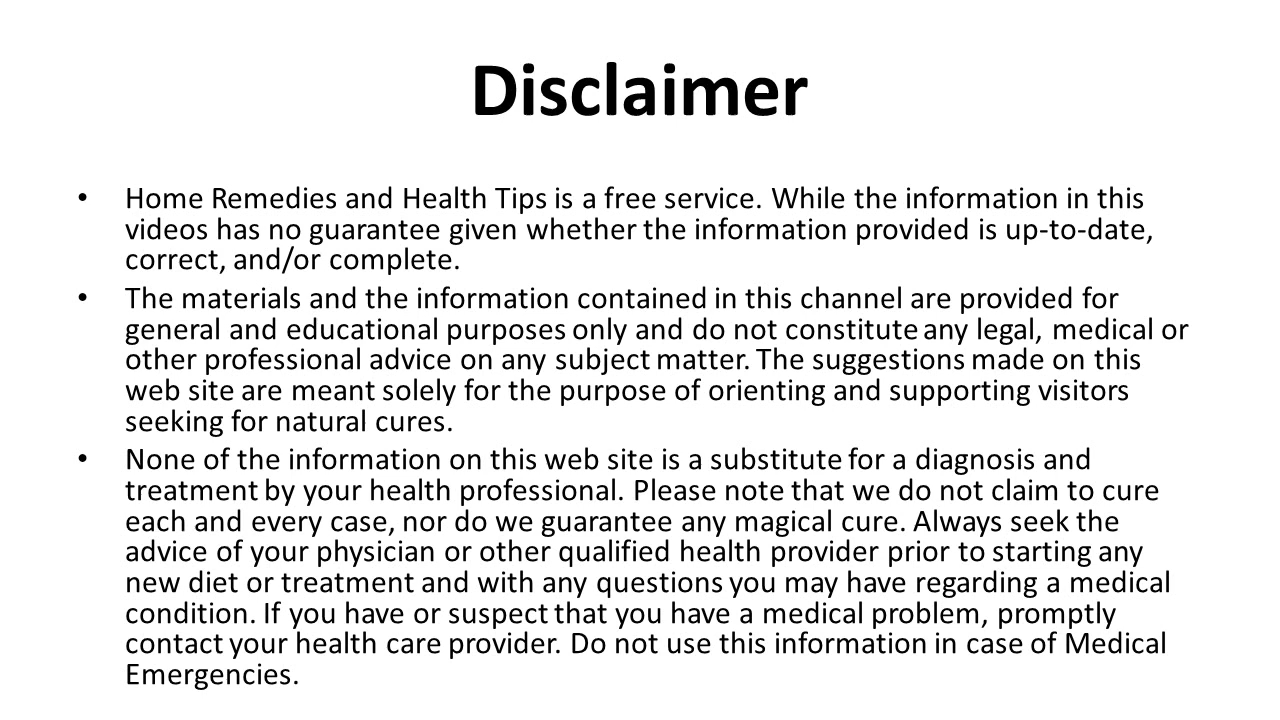 Disclaimer
• Home Remedies and Health Tips is a free service. While the information in this
videos has no guarantee given whether the information provided is up-to-date,
correct, and/or complete.
• The materials and the information contained in this channel are provided for
general and educational purposes only and do not constitute any legal, medical or
other professional advice on any subject matter. The suggestions made on this
web site are meant solely for the purpose of orienting and supporting visitors
seeking for natural cures.
• None of the information on this web site is a substitute for a diagnosis and
treatment by your health professional. Please note that we do not claim to cure
each and every case, nor do we guarantee any magical cure. Always seek the
advice of your physician or other qualified health provider prior to starting any
new diet or treatment and with any questions you may have regarding a medical
condition. If you have or suspect that you have a medical problem, promptly
contact your health care provider. Do not use this information in case of Medical
Emergencies.